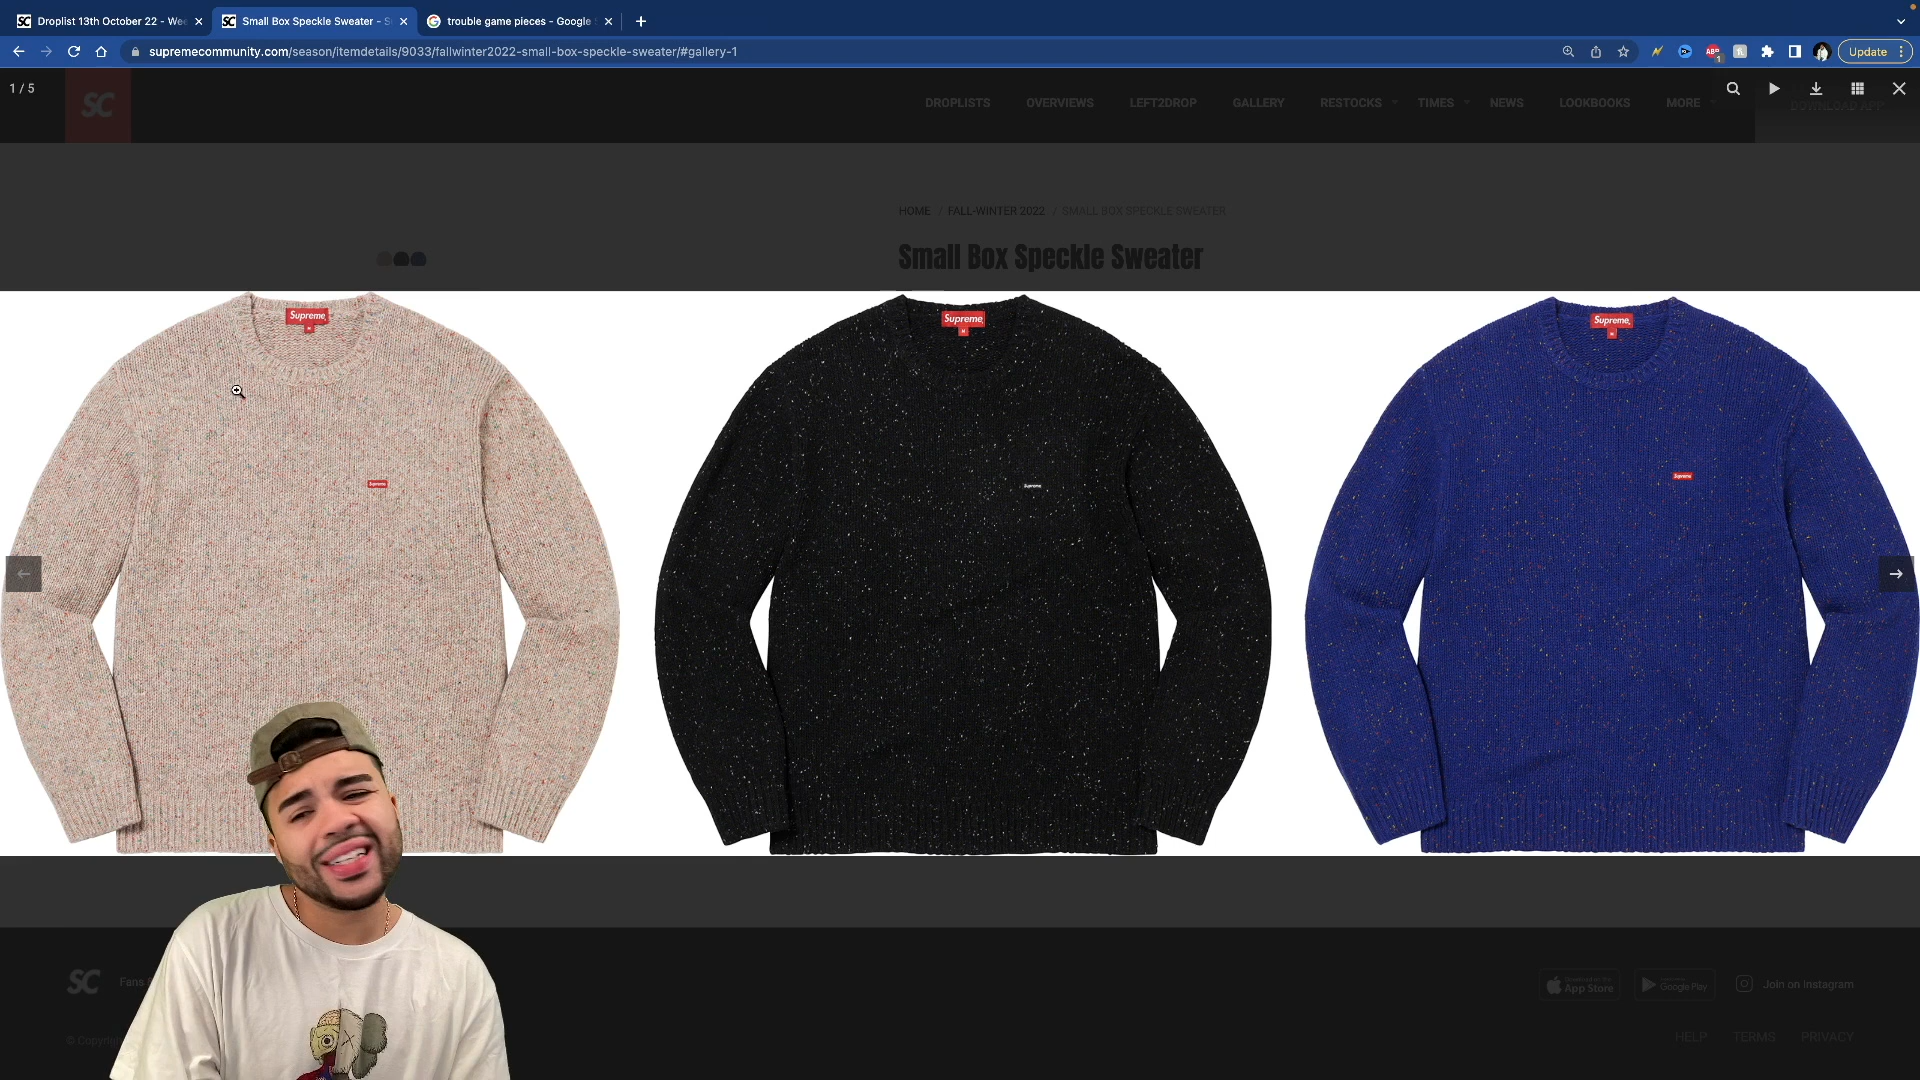 Droplist 13th October 22 - Wee
Small Box Speckle Sweater - S
trouble game pieces - Google S
supremecommunity.com/season/itemdetails/9033/fallwinter2022-small-box-speckle-sweater/#gallery-1
ABP
1
Update
1 / 5
SC
DROPLISTS
OVERVIEWS
LEFT2DROP
GALLERY
RESTOCKS
TIMES
NEWS
LOOKBOOKS
MORE
DOWNLOAD APP
HOME / FALL-WINTER 2022 / SMALL BOX SPECKLE SWEATER
Small Box Speckle Sweater
Supreme
M
Supreme
M
Supreme
M
Supreme
Supreme
Supreme
SC
Fans
App Store
Google Play
Join on Instagram
© Copyri
HELP
TERMS
PRIVACY